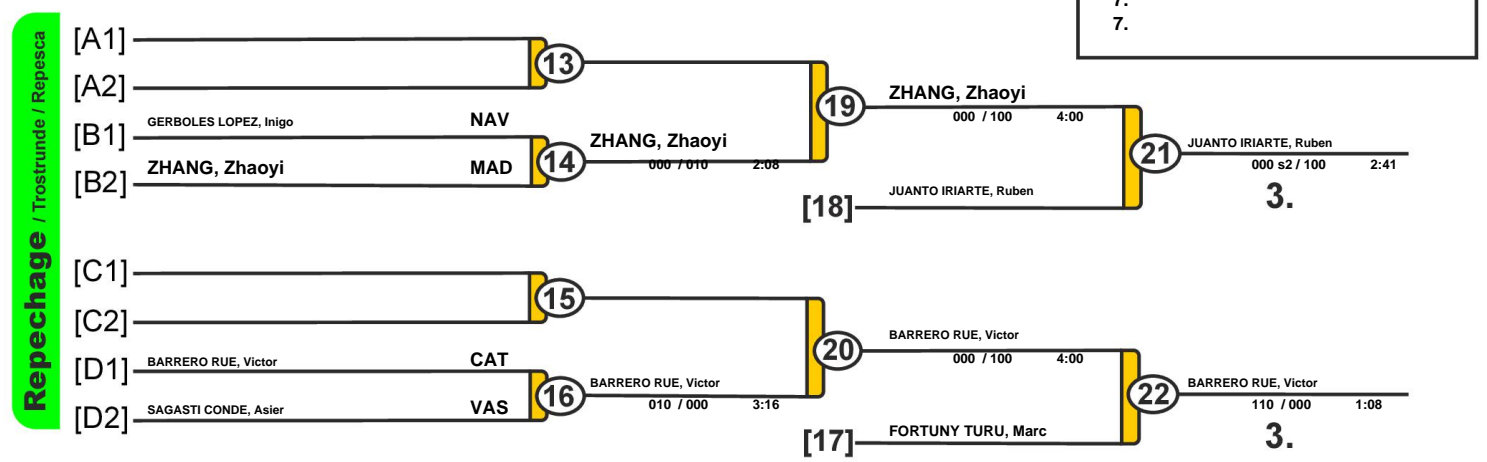 7.
7.
Repechage / Trostrunde / Repesca
[A1]
13
[A2]
GERBOLES LOPEZ, Inigo NAV
[B1]
ZHANG, Zhaoyi MAD
[B2]
14
ZHANG, Zhaoyi
000 / 010 2:08
19
ZHANG, Zhaoyi
000 / 100 4:00
[18]
JUANTO IRIARTE, Ruben
21
JUANTO IRIARTE, Ruben
000 s2 / 100 2:41
3.
[C1]
15
[C2]
[D1]
BARRERO RUE, Victor CAT
[D2]
SAGASTI CONDE, Asier VAS
16
BARRERO RUE, Victor
010 / 000 3:16
20
BARRERO RUE, Victor
000 / 100 4:00
[17]
FORTUNY TURU, Marc
22
BARRERO RUE, Victor
110 / 000 1:08
3.